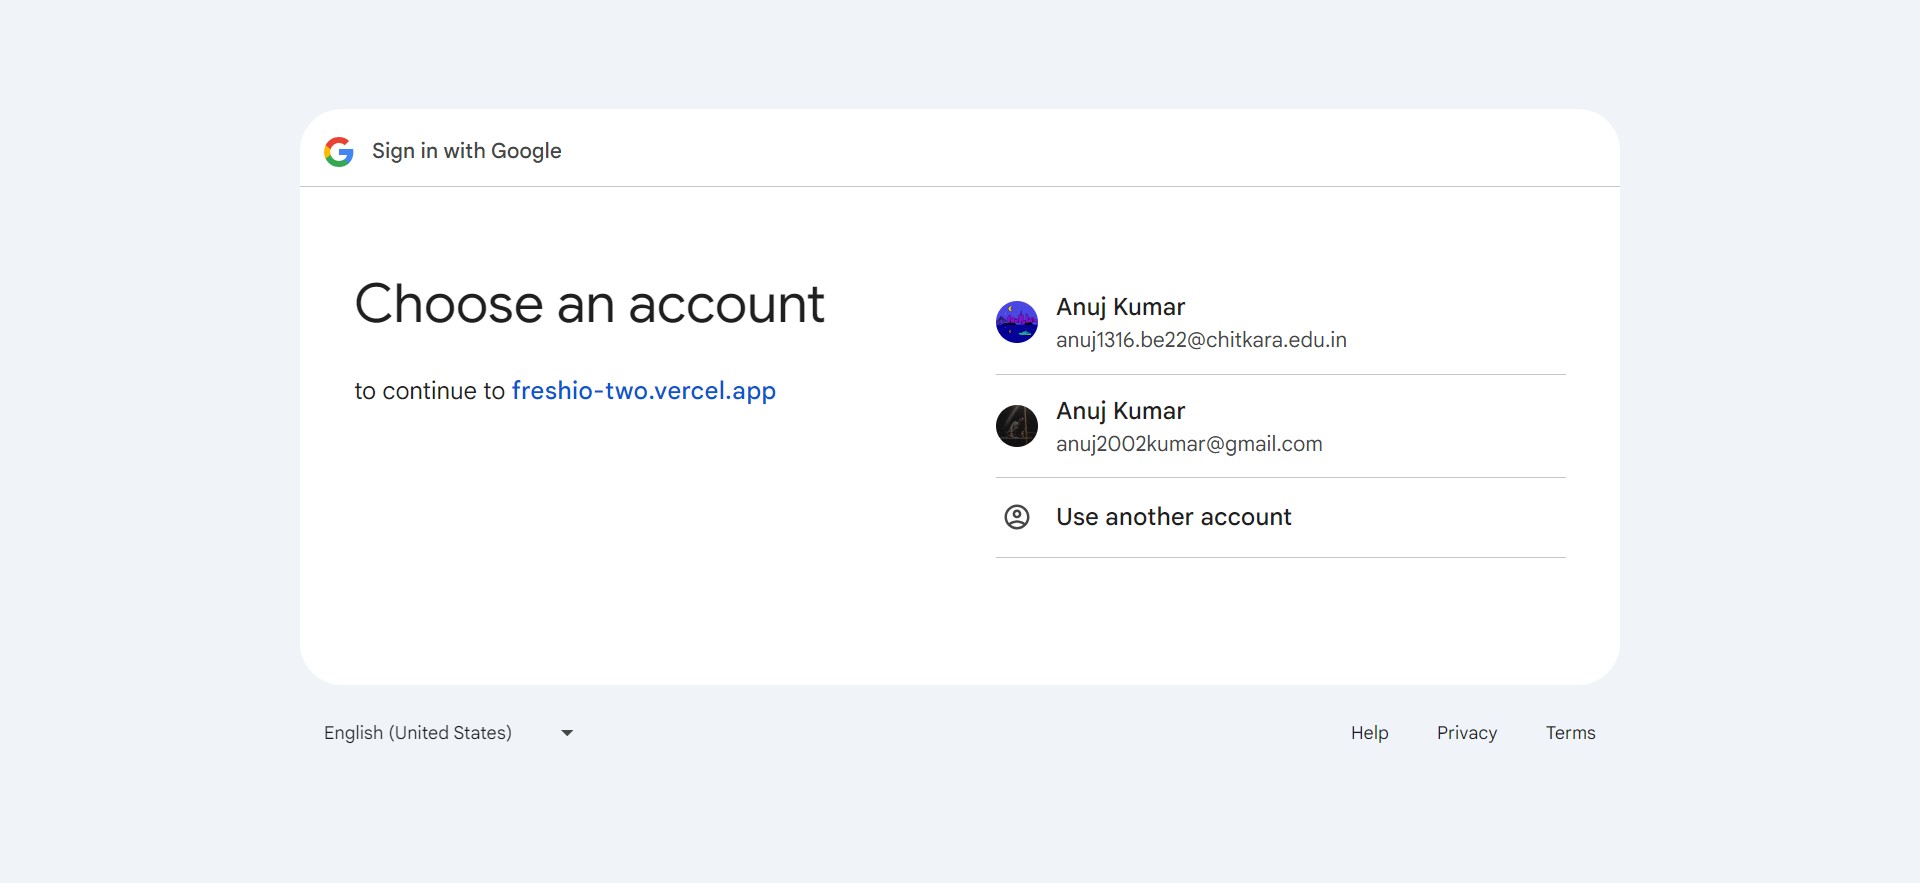 Sign in with Google
Choose an account
to continue to freshio-two.vercel.app
Anuj Kumar
anuj1316.be22@chitkara.edu.in
Anuj Kumar
anuj2002kumar@gmail.com
Use another account
English (United States)
Help Privacy Terms